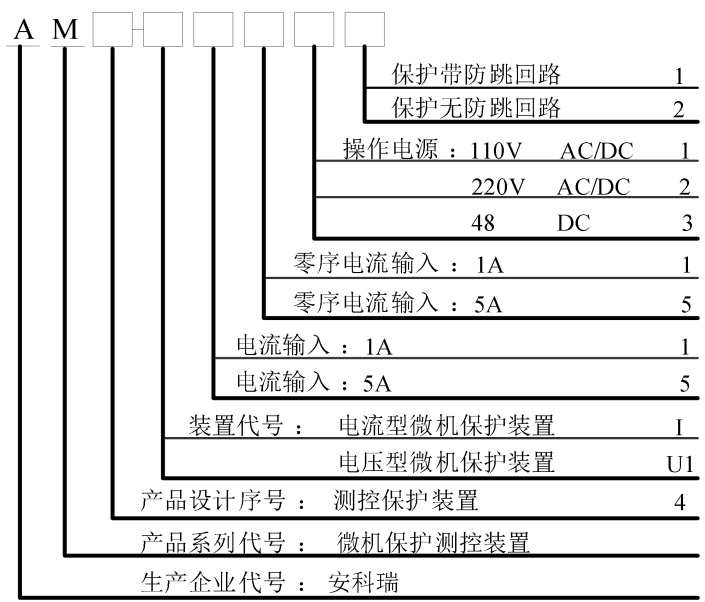 A M □-□□□□□
保护带防跳回路 1
保护无防跳回路 2
操作电源：110V AC/DC 1
220V AC/DC 2
48 DC 3
零序电流输入：1A 1
零序电流输入：5A 5
电流输入：1A 1
电流输入：5A 5
装置代号： 电流型微机保护装置 I
电压型微机保护装置 U1
产品设计序号： 测控保护装置 4
产品系列代号： 微机保护测控装置
生产企业代号： 安科瑞